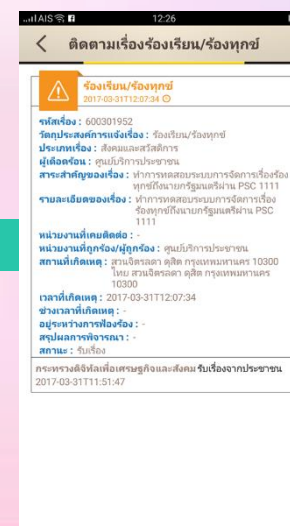 AIS 12:26
ติดตามเรื่องร้องเรียน/ร้องทุกข์
ร้องเรียน/ร้องทุกข์
2017-03-31T12:07:34
รหัสเรื่อง : 600301952
วัตถุประสงค์การแจ้งเรื่อง : ร้องเรียน/ร้องทุกข์
ประเภทเรื่อง : สังคมและสวัสดิการ
ผู้เดือดร้อน : ศูนย์บริการประชาชน
สาระสำคัญของเรื่อง : ทำการทดสอบระบบการจัดการเรื่องร้อง
ทุกข์ถึงนายกรัฐมนตรีผ่าน PSC 1111
รายละเอียดของเรื่อง : ทำการทดสอบระบบการจัดการเรื่อง
ร้องทุกข์ถึงนายกรัฐมนตรีผ่าน PSC
1111
หน่วยงานที่เคยติดต่อ : -
หน่วยงานที่ถูกร้อง/ผู้ถูกร้อง : ศูนย์บริการประชาชน
สถานที่เกิดเหตุ : สวนจิตรลดา ดุสิต กรุงเทพมหานคร 10300
ไทย สวนจิตรลดา ดุสิต กรุงเทพมหานคร
10300
เวลาที่เกิดเหตุ : 2017-03-31T12:07:34
ช่วงเวลาที่เกิดเหตุ : -
อยู่ระหว่างการฟ้องร้อง : -
สรุปผลการพิจารณา : -
สถานะ : รับเรื่อง
กระทรวงดิจิทัลเพื่อเศรษฐกิจและสังคม รับเรื่องจากประชาชน
2017-03-31T11:51:47